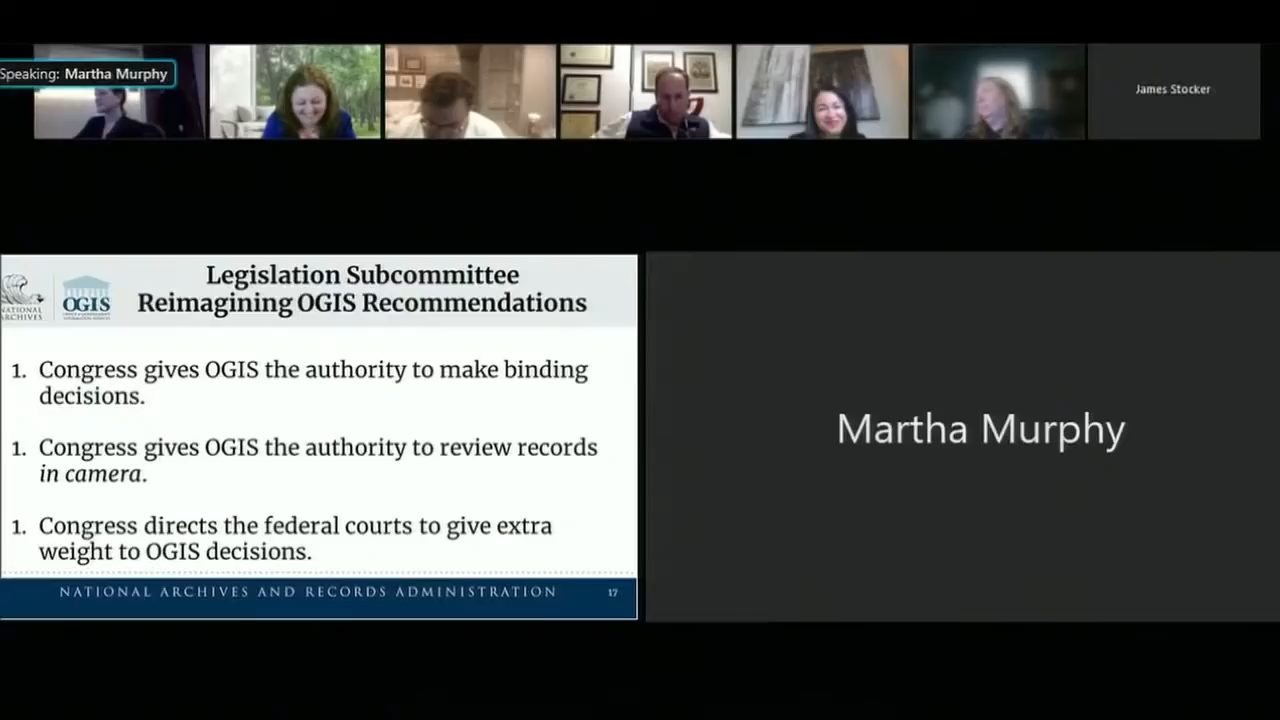 Speaking: Martha Murphy
James Stocker
NATIONAL
ARCHIVES
OGIS
Legislation Subcommittee
Reimagining OGIS Recommendations
1. Congress gives OGIS the authority to make binding
decisions.
1. Congress gives OGIS the authority to review records
in camera.
1. Congress directs the federal courts to give extra
weight to OGIS decisions.
NATIONAL ARCHIVES AND RECORDS ADMINISTRATION
17
Martha Murphy